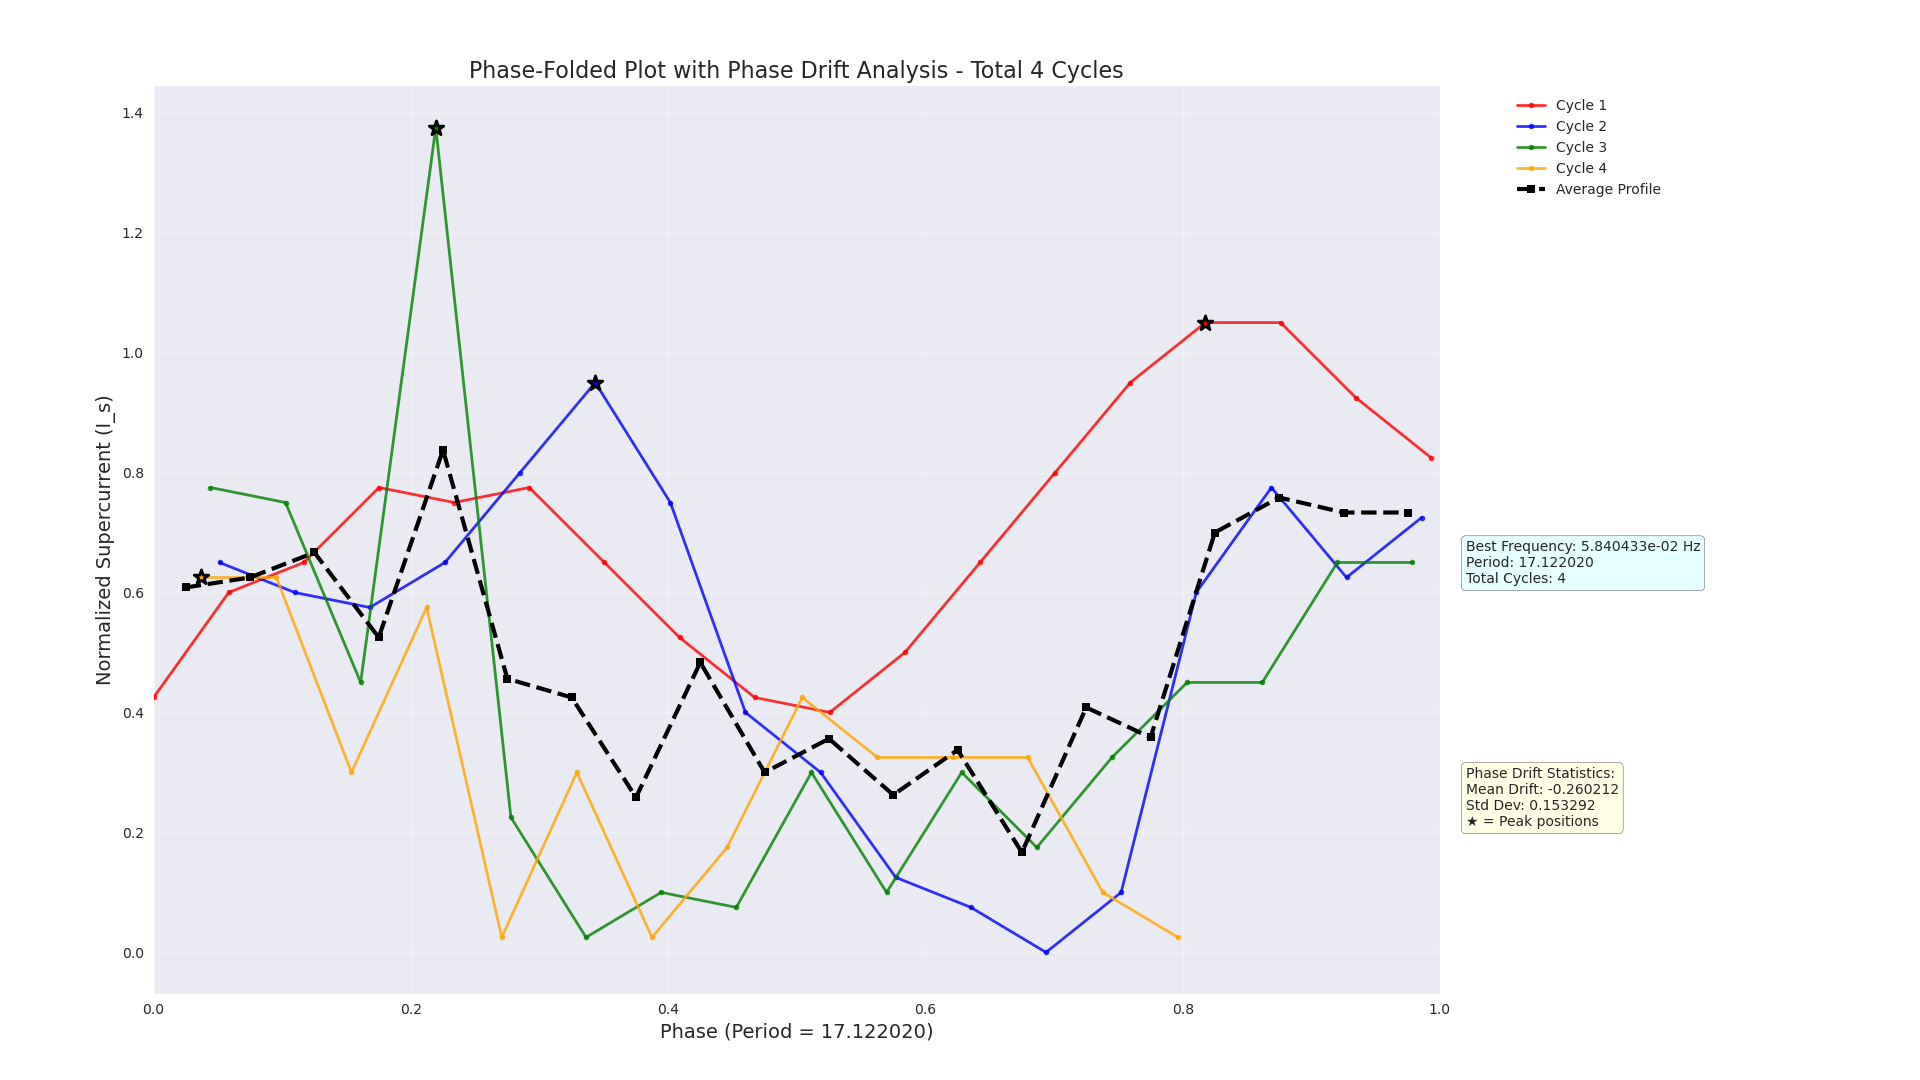 Phase-Folded Plot with Phase Drift Analysis - Total 4 Cycles
Normalized Supercurrent (I_s)
1.4
1.2
1.0
0.8
0.6
0.4
0.2
0.0
0.0 0.2 0.4 0.6 0.8 1.0
Phase (Period = 17.122020)
Cycle 1
Cycle 2
Cycle 3
Cycle 4
Average Profile
Best Frequency: 5.840433e-02 Hz
Period: 17.122020
Total Cycles: 4
Phase Drift Statistics:
Mean Drift: -0.260212
Std Dev: 0.153292
★ = Peak positions